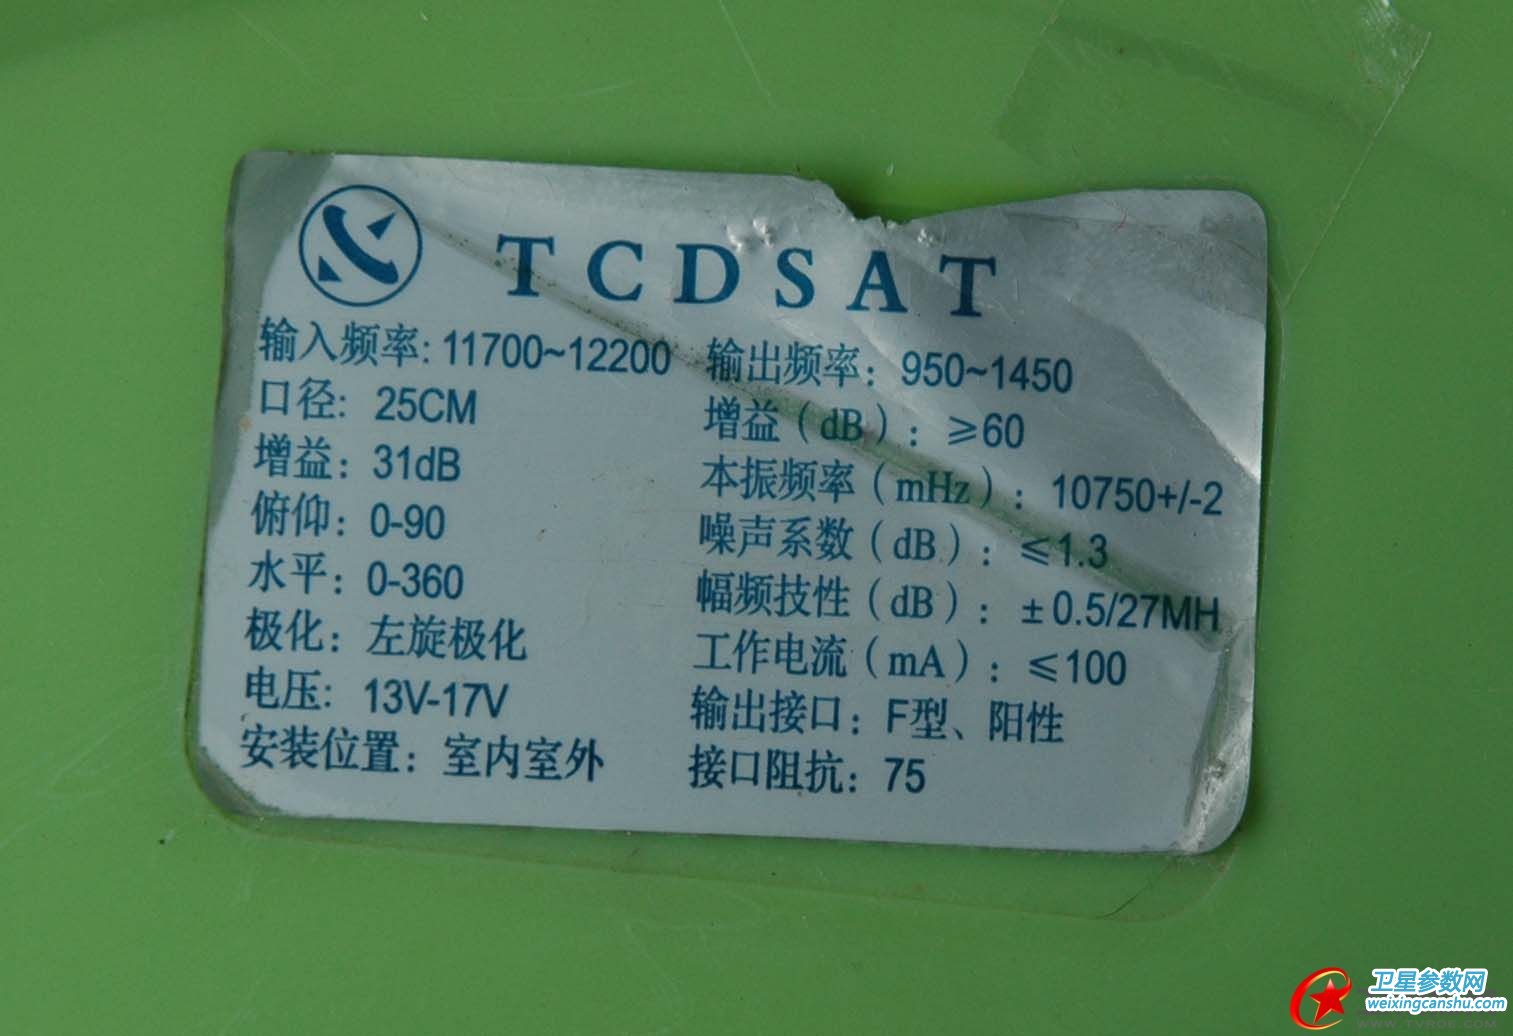 TCDSAT
输入频率: 11700~12200
口径: 25CM
增益: 31dB
俯仰: 0-90
水平: 0-360
极化: 左旋极化
电压: 13V-17V
安装位置: 室内室外
输出频率: 950~1450
增益（dB）: ≥60
本振频率（mHz）: 10750+/-2
噪声系数（dB）: ≤1.3
幅频技性（dB）: ±0.5/27MH
工作电流（mA）: ≤100
输出接口: F型、阳性
接口阻抗: 75
卫星参数网
weixingcanshu.com
WWW.TVROE.COM